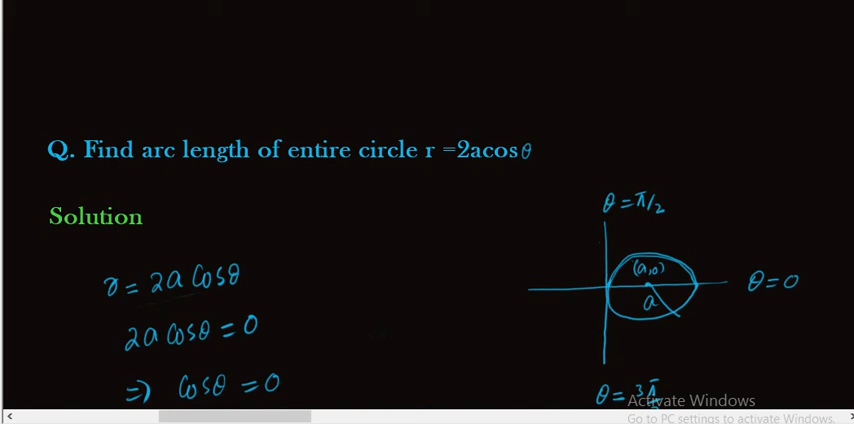 Q. Find arc length of entire circle r =2acosθ
θ = π/2
Solution
(a,0)
r = 2a Cosθ
θ = 0
a
2a Cosθ = 0
⇒ Cosθ = 0
θ = 3π
Activate Windows
Go to PC settings to activate Windows.